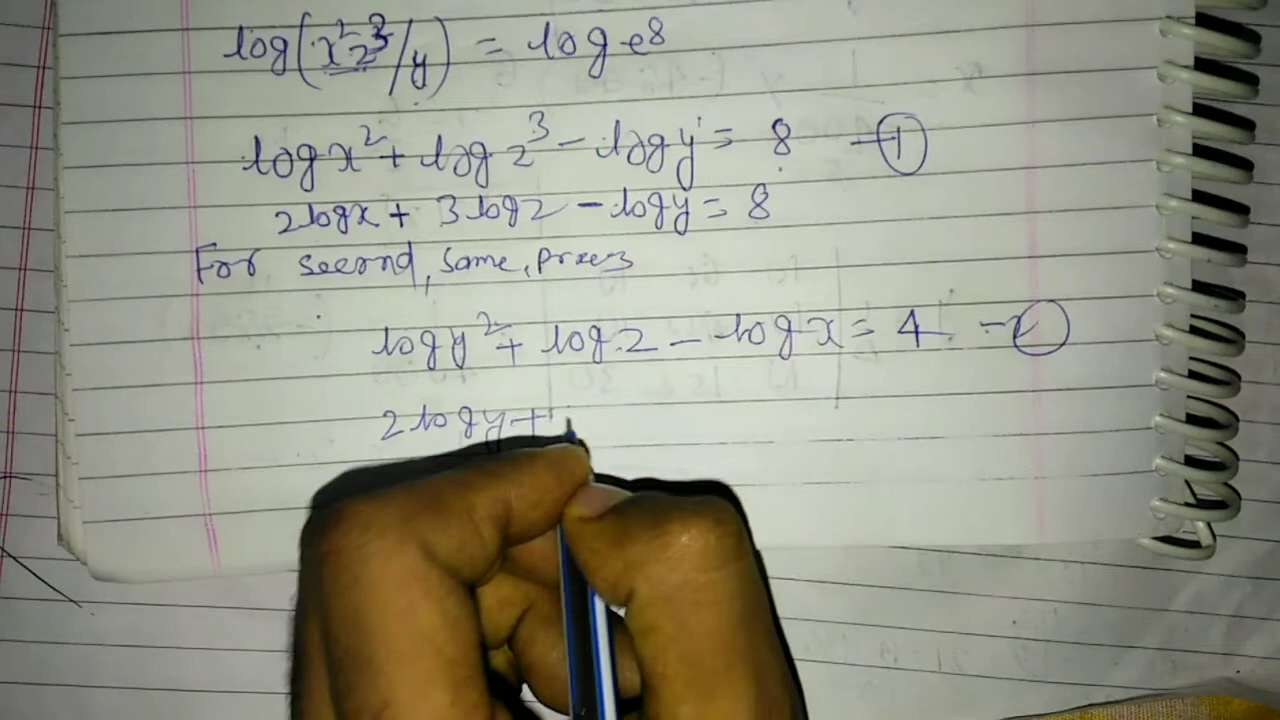 log(x²z³/y) = log e8
log x² + log z³ - log y = 8 - ①
2 log x + 3 log z - log y = 8
For second, same, process
log y² + log z - log x = 4 - ②
2 log y +